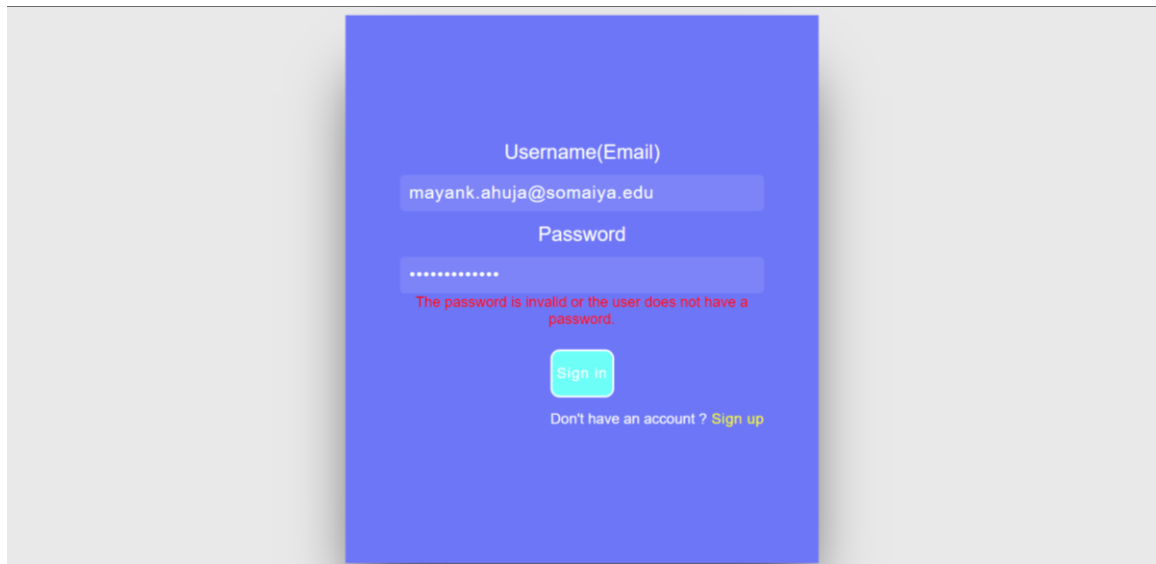 Username(Email)
mayank.ahuja@somaiya.edu
Password
•••••••••••••
The password is invalid or the user does not have a
password.
Sign in
Don't have an account ? Sign up